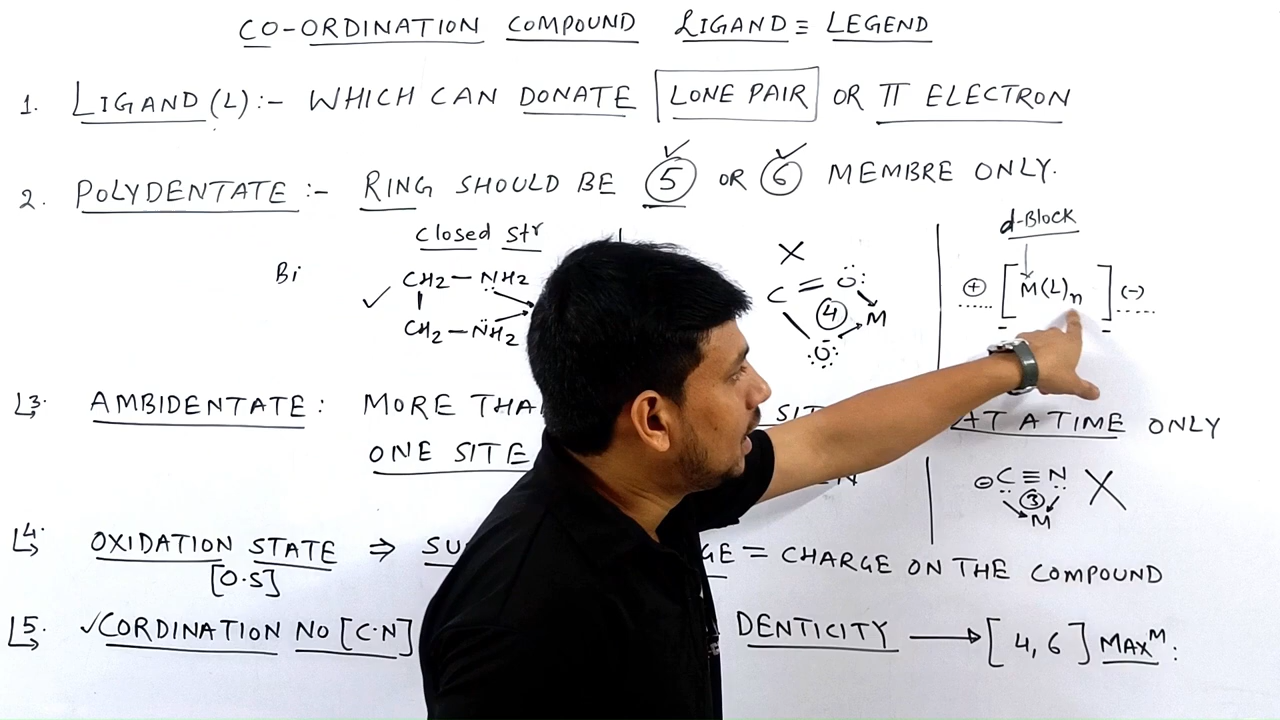 CO-ORDINATION COMPOUND LIGAND ≡ LEGEND
1. LIGAND (L) :- WHICH CAN DONATE LONE PAIR OR π ELECTRON
2. POLYDENTATE :- RING SHOULD BE 5 OR 6 MEMBRE ONLY.
Closed Str
d-BLOCK
Bi
CH2 — N̈H2
CH2 — N̈H2
C = Ö:
4
M
:Ö:
⊕ [M(L)n] (-)
3. AMBIDENTATE : MORE THA SIT AT A TIME ONLY
ONE SITE N
⊖C≡N
3
M
4. OXIDATION STATE ⇒ SU GE = CHARGE ON THE COMPOUND
[O.S]
5. ✓CORDINATION NO [C.N] DENTICITY → [4, 6] MAXᴹ: